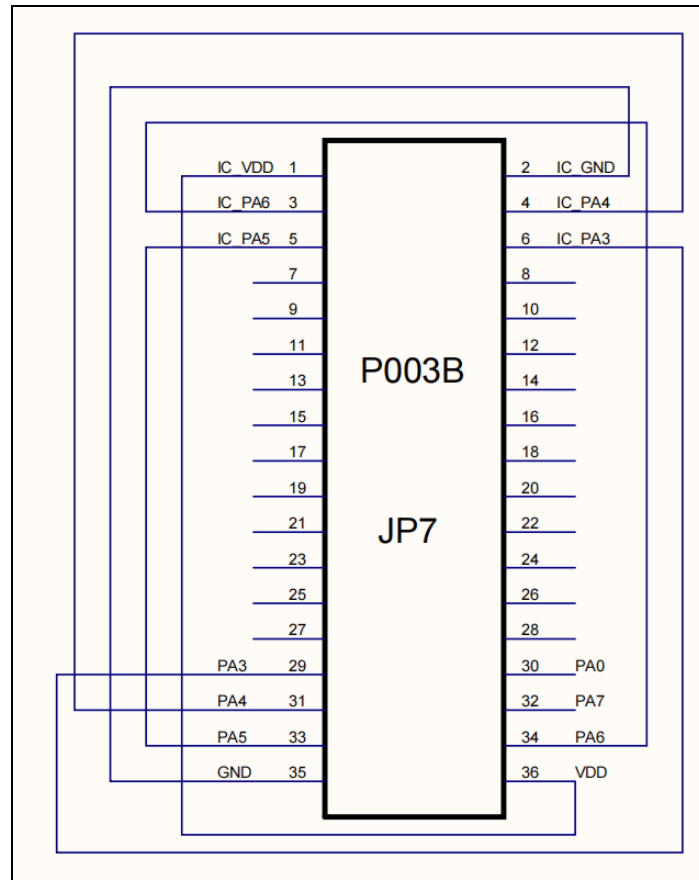 IC_VDD 1 2 IC_GND
IC_PA6 3 4 IC_PA4
IC_PA5 5 6 IC_PA3
7 8
9 10
11 12
P003B
13 14
15 16
17 18
19 20
21 22
JP7
23 24
25 26
27 28
PA3 29 30 PA0
PA4 31 32 PA7
PA5 33 34 PA6
GND 35 36 VDD